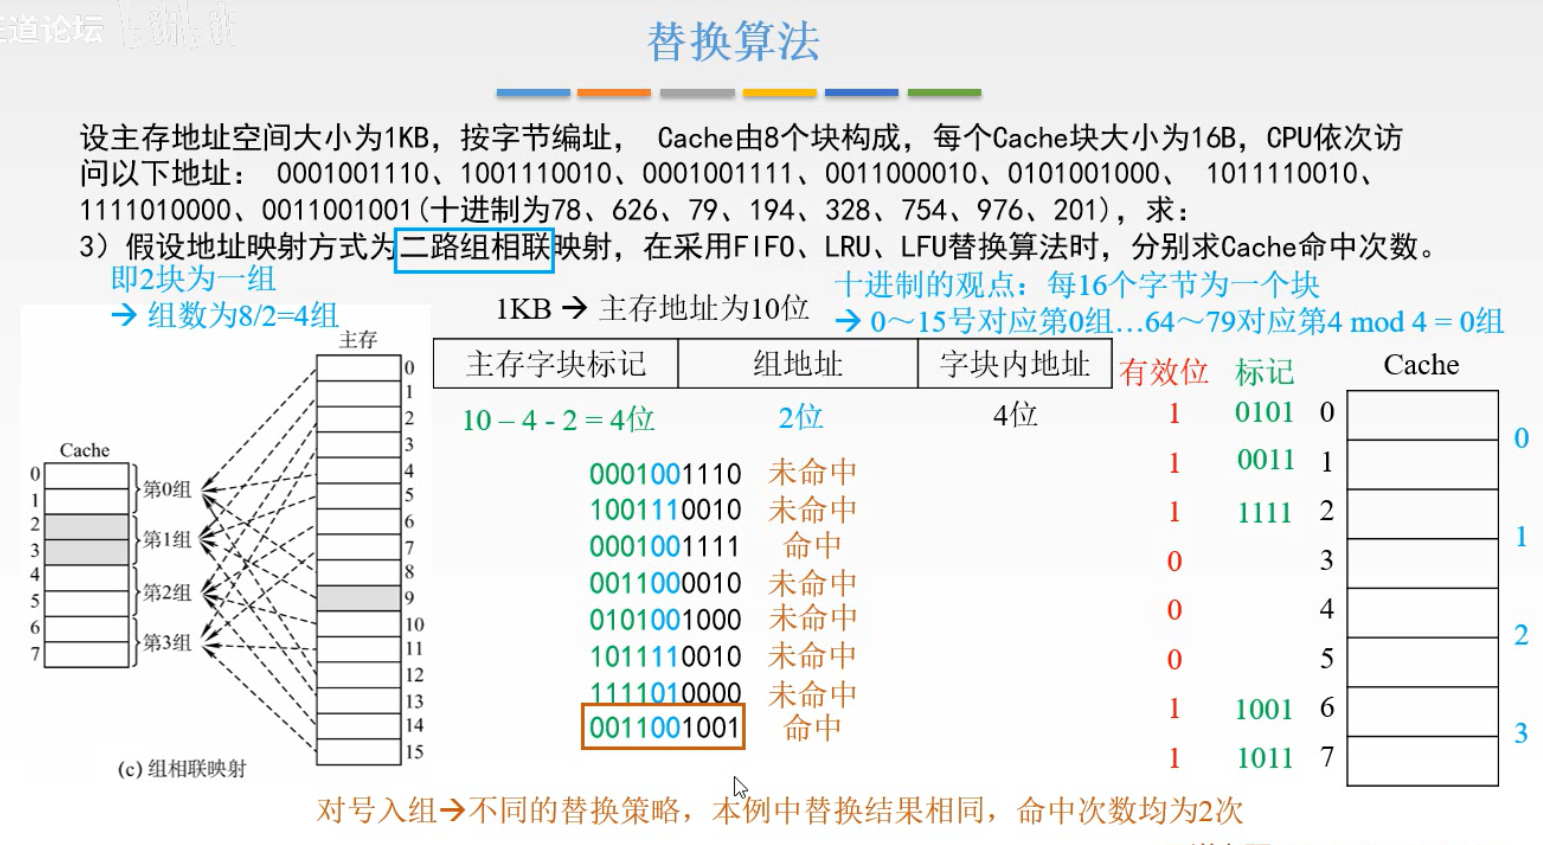 道论坛
替换算法
设主存地址空间大小为1KB，按字节编址， Cache由8个块构成，每个Cache块大小为16B，CPU依次访
问以下地址： 0001001110、1001110010、0001001111、0011000010、0101001000、 1011110010、
1111010000、0011001001(十进制为78、626、79、194、328、754、976、201)，求：
3）假设地址映射方式为二路组相联映射，在采用FIFO、LRU、LFU替换算法时，分别求Cache命中次数。
即2块为一组
→ 组数为8/2=4组
1KB → 主存地址为10位
十进制的观点：每16个字节为一个块
→ 0～15号对应第0组…64～79对应第4 mod 4 = 0组
主存字块标记 组地址 字块内地址
10 – 4 - 2 = 4位 2位 4位
0001001110 未命中
1001110010 未命中
0001001111 命中
0011000010 未命中
0101001000 未命中
1011110010 未命中
1111010000 未命中
0011001001 命中
主存
0
1
2
3
4
5
6
7
8
9
10
11
12
13
14
15
Cache
0
1
2
3
4
5
6
7
第0组
第1组
第2组
第3组
(c) 组相联映射
有效位 标记 Cache
1 0101 0
0
1 0011 1
1 1111 2
1
0 3
0 4
2
0 5
1 1001 6
3
1 1011 7
对号入组→不同的替换策略，本例中替换结果相同，命中次数均为2次